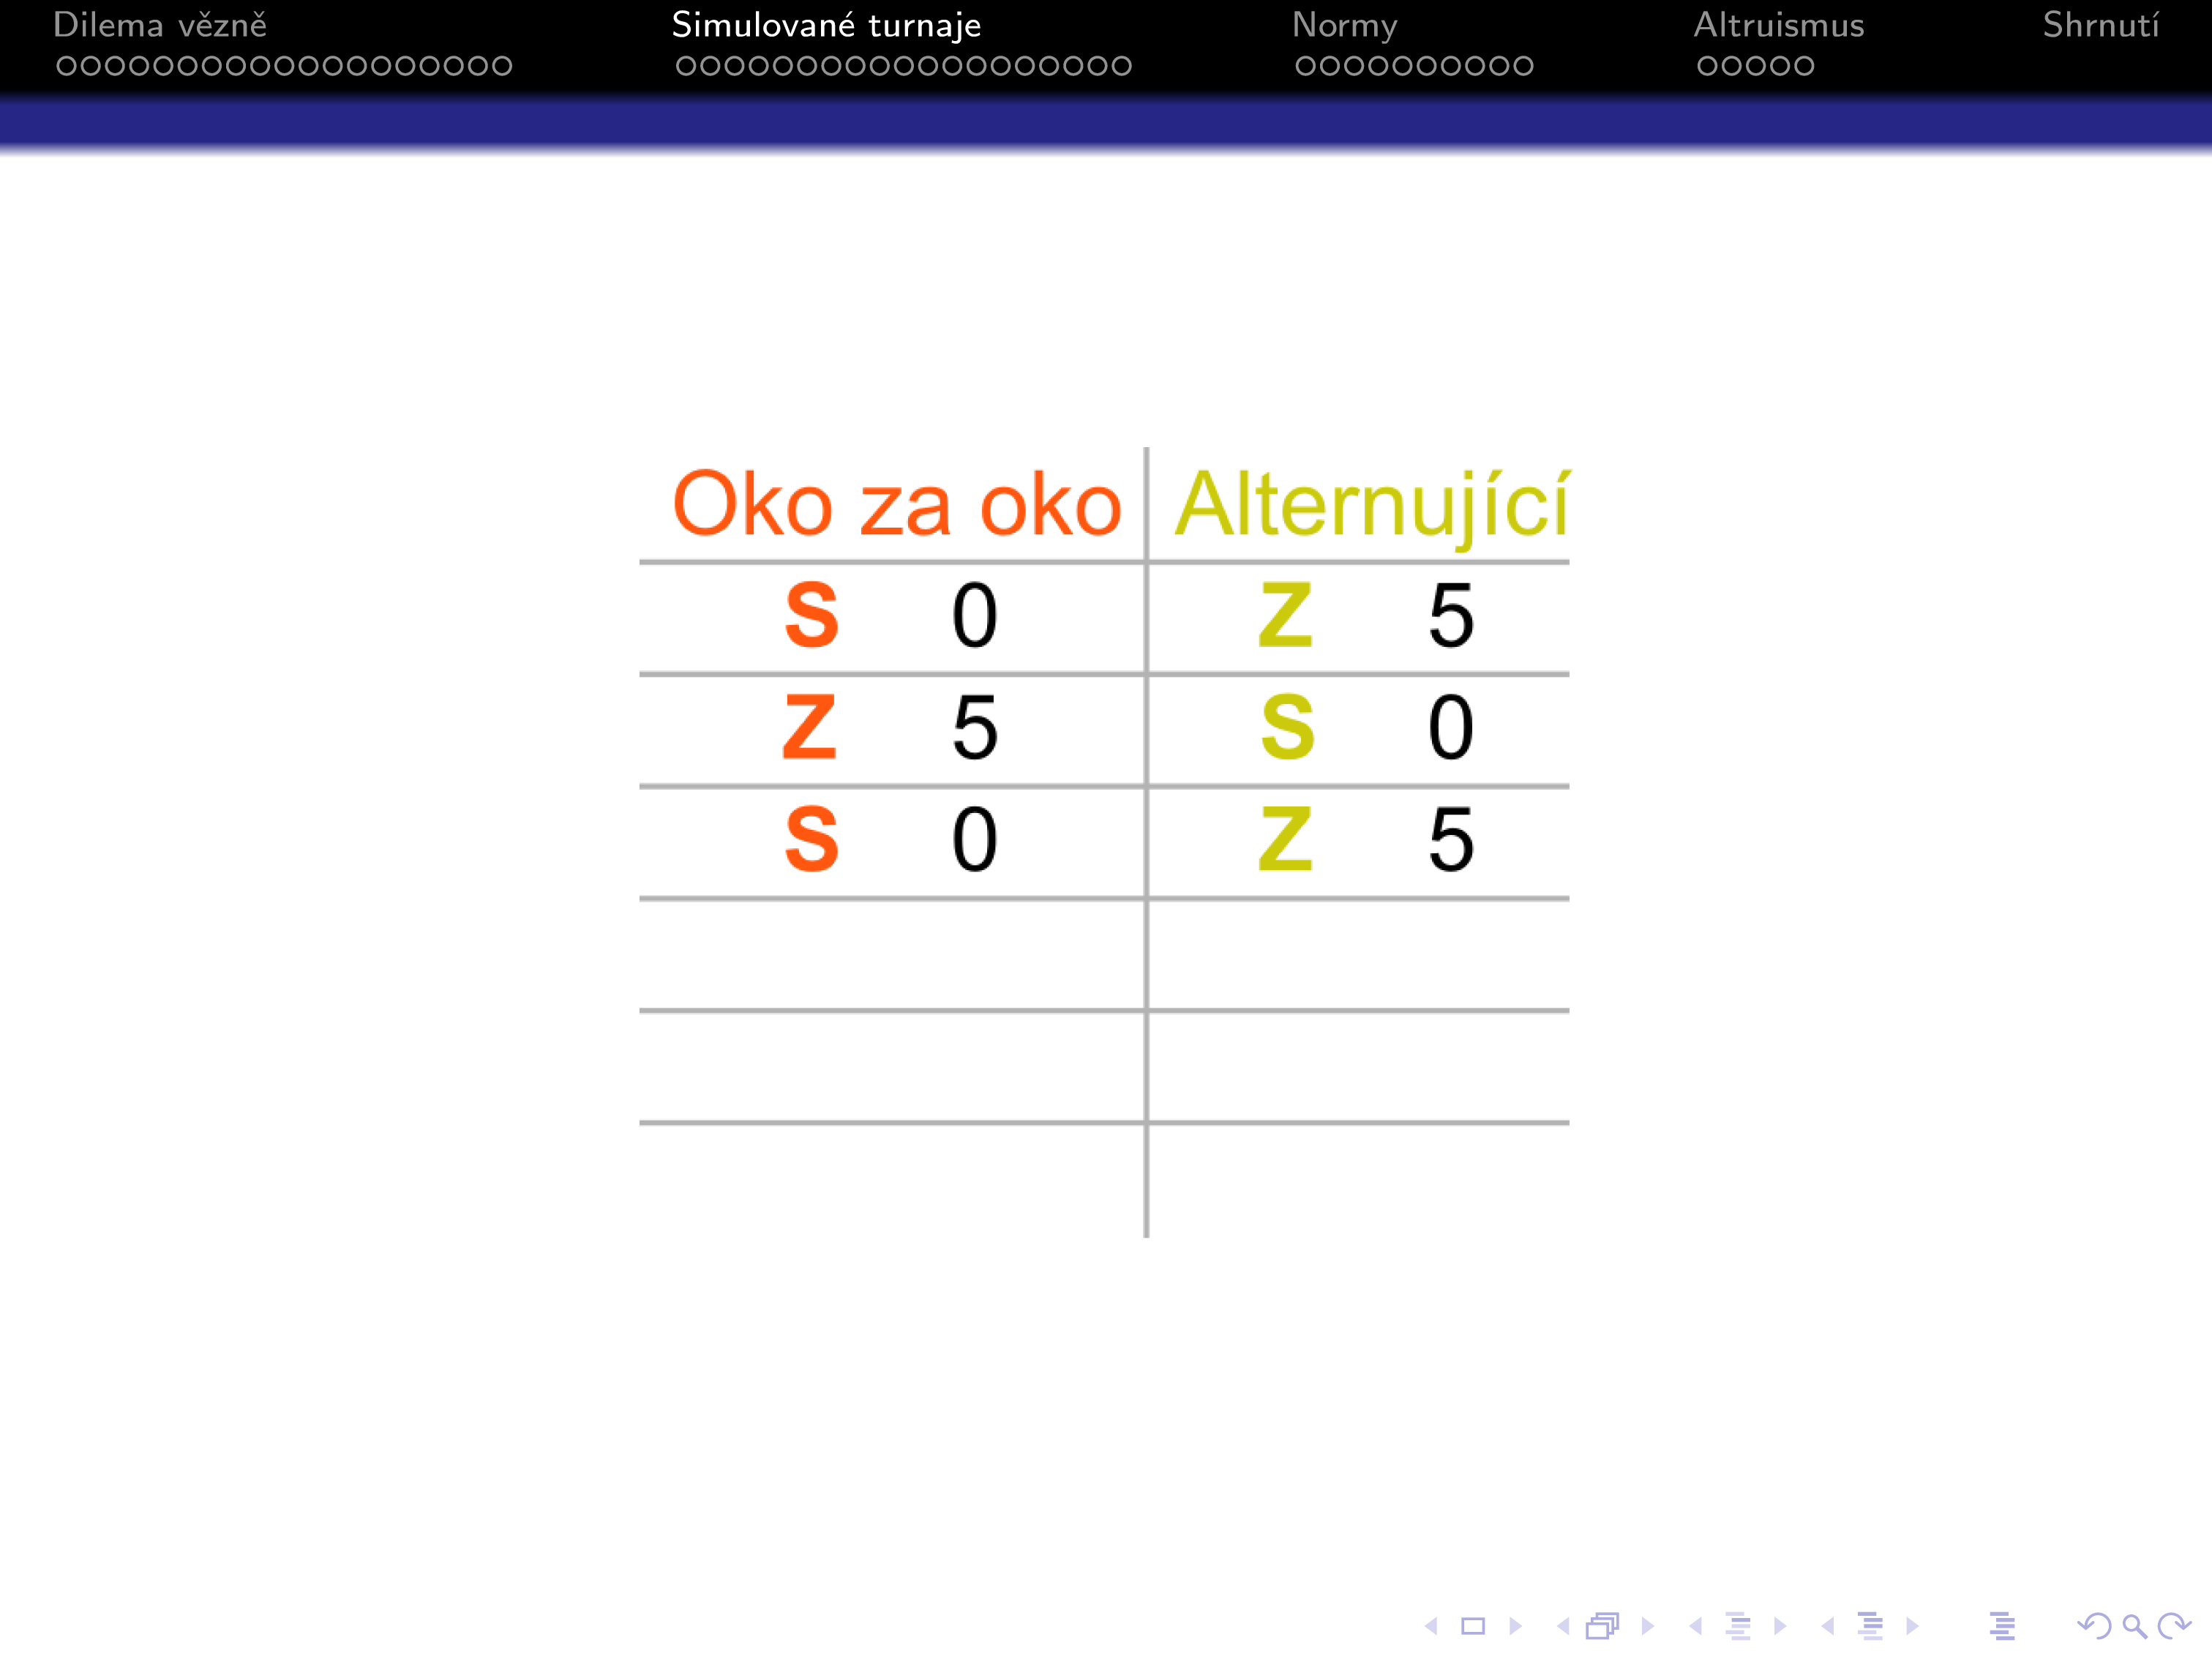 Dilema vězně Simulované turnaje Normy Altruismus Shrnutí
Oko za oko Alternující
S 0 Z 5
Z 5 S 0
S 0 Z 5